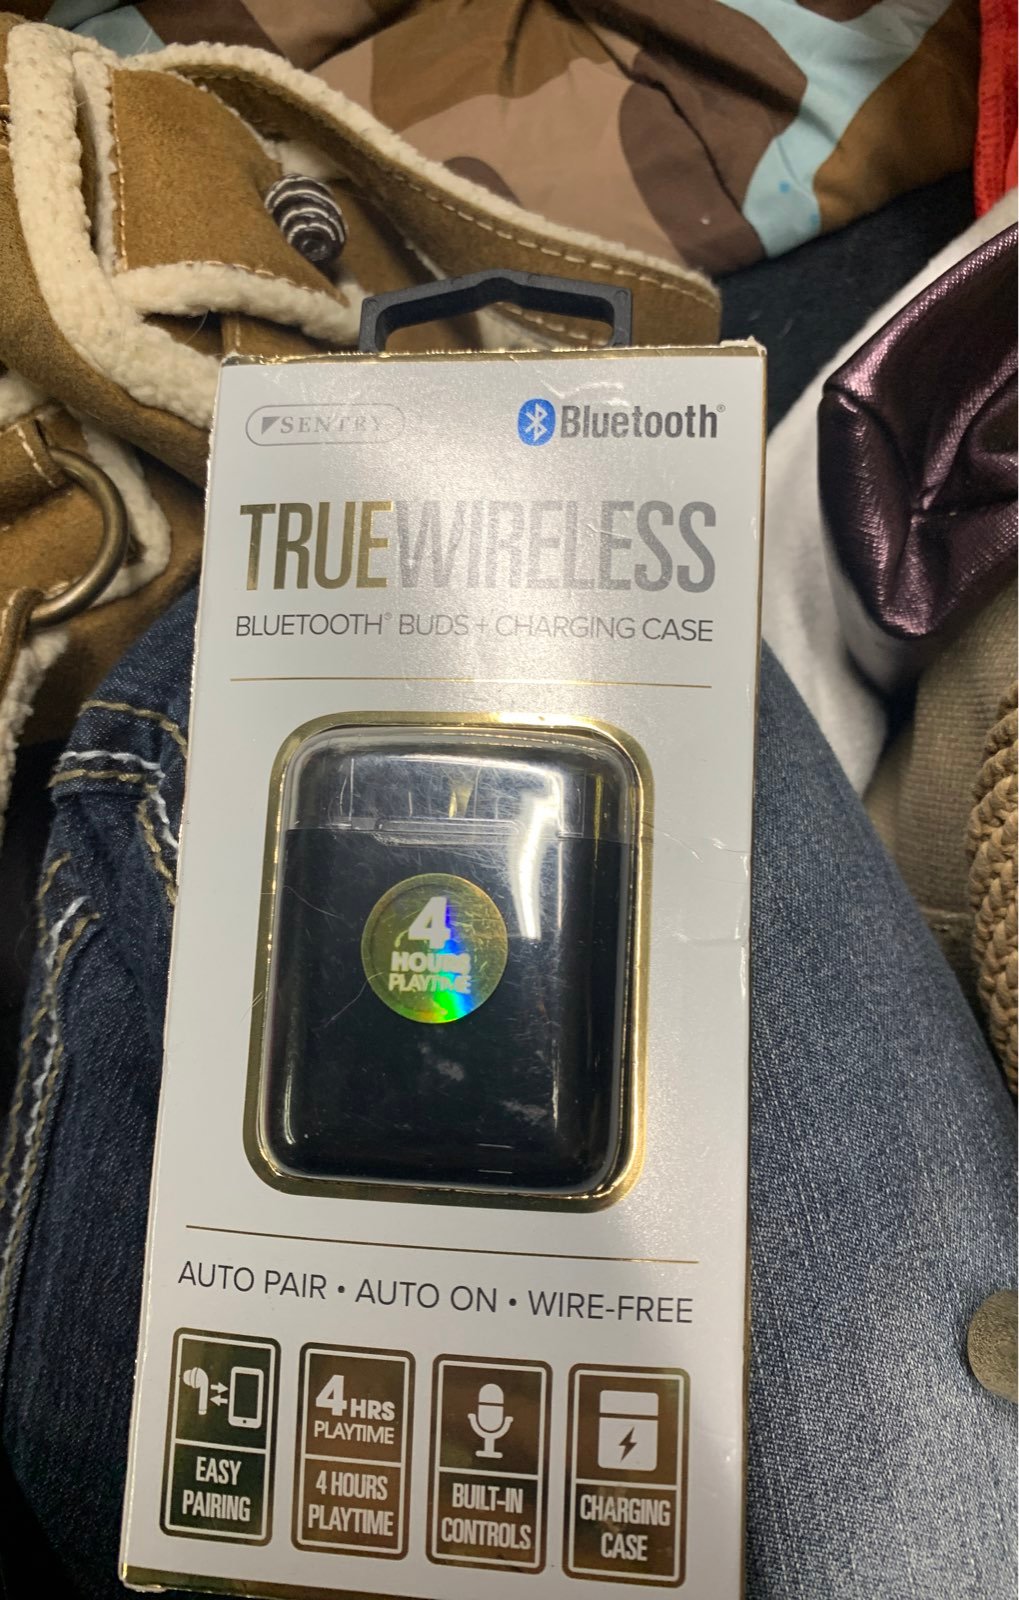 SENTRY
Bluetooth®
TRUEWIRELESS
BLUETOOTH® BUDS + CHARGING CASE
4
HOURS
PLAYTIME
AUTO PAIR • AUTO ON • WIRE-FREE
EASY
PAIRING
4 HRS
PLAYTIME
4 HOURS
PLAYTIME
BUILT-IN
CONTROLS
CHARGING
CASE